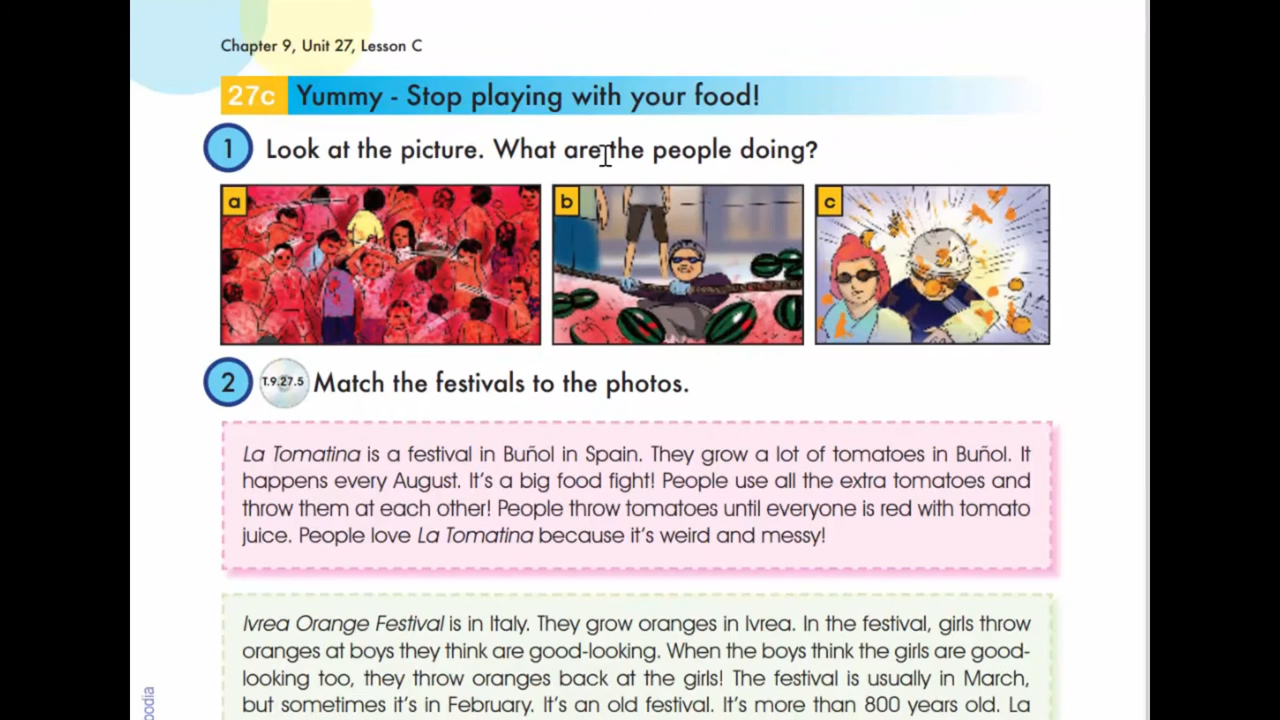 Chapter 9, Unit 27, Lesson C
27c Yummy - Stop playing with your food!
1 Look at the picture. What are the people doing?
a b c
2 T.9.27.5 Match the festivals to the photos.
La Tomatina is a festival in Buñol in Spain. They grow a lot of tomatoes in Buñol. It
happens every August. It's a big food fight! People use all the extra tomatoes and
throw them at each other! People throw tomatoes until everyone is red with tomato
juice. People love La Tomatina because it's weird and messy!
Ivrea Orange Festival is in Italy. They grow oranges in Ivrea. In the festival, girls throw
oranges at boys they think are good-looking. When the boys think the girls are good-
looking too, they throw oranges back at the girls! The festival is usually in March,
but sometimes it's in February. It's an old festival. It's more than 800 years old. La